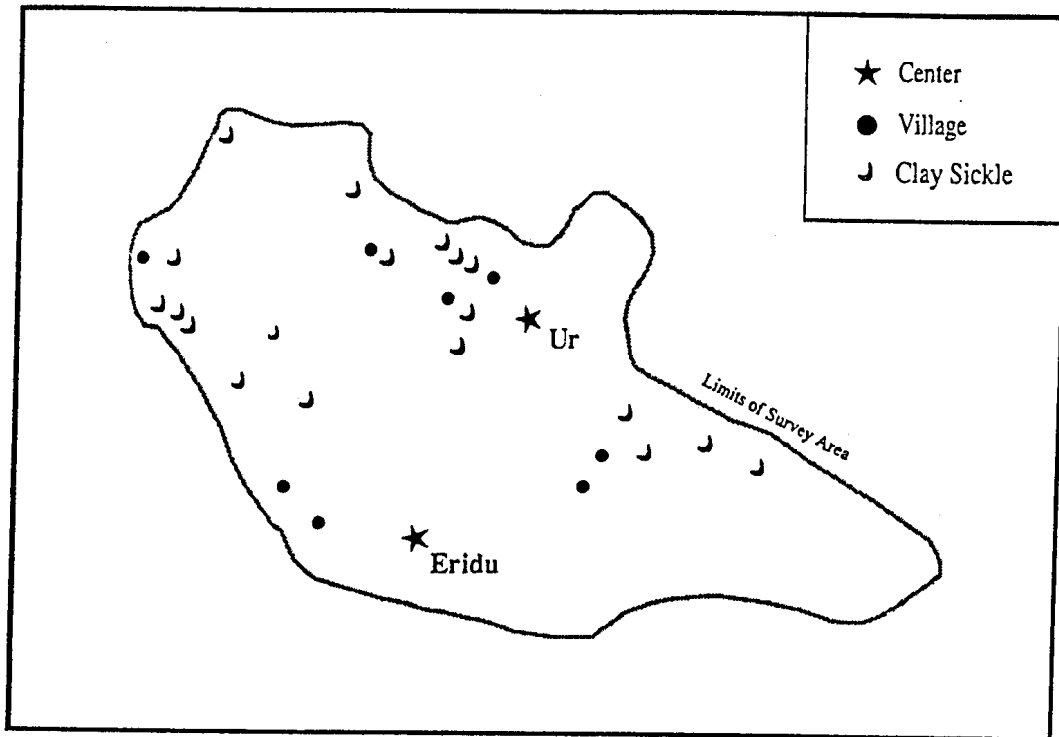 Center
Village
Clay Sickle
Ur
Limits of Survey Area
Eridu